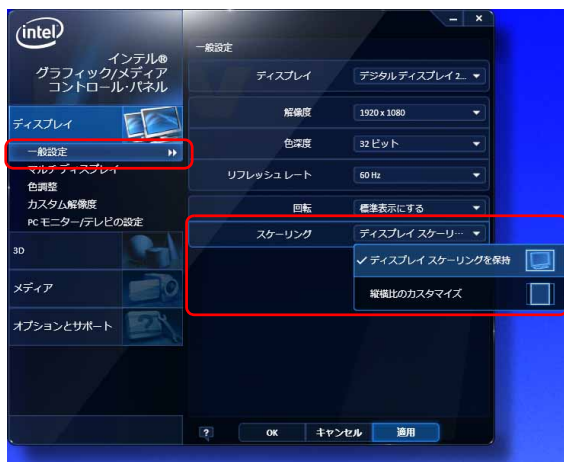 intel
インテル®
グラフィック/メディア
コントロール・パネル
ディスプレイ
一般設定
マルチ ディスプレイ
色調整
カスタム解像度
PC モニター/テレビの設定
3D
メディア
オプションとサポート
一般設定
ディスプレイ デジタル ディスプレイ 2...
解像度 1920 x 1080
色深度 32 ビット
リフレッシュ レート 60 Hz
回転 標準表示にする
スケーリング ディスプレイ スケーリ…
✓ ディスプレイ スケーリングを保持
縦横比のカスタマイズ
? OK キャンセル 適用